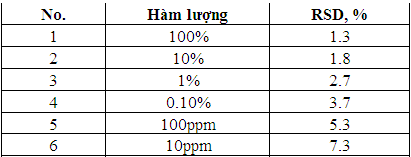 No. Hàm lượng RSD, %
1 100% 1.3
2 10% 1.8
3 1% 2.7
4 0.10% 3.7
5 100ppm 5.3
6 10ppm 7.3